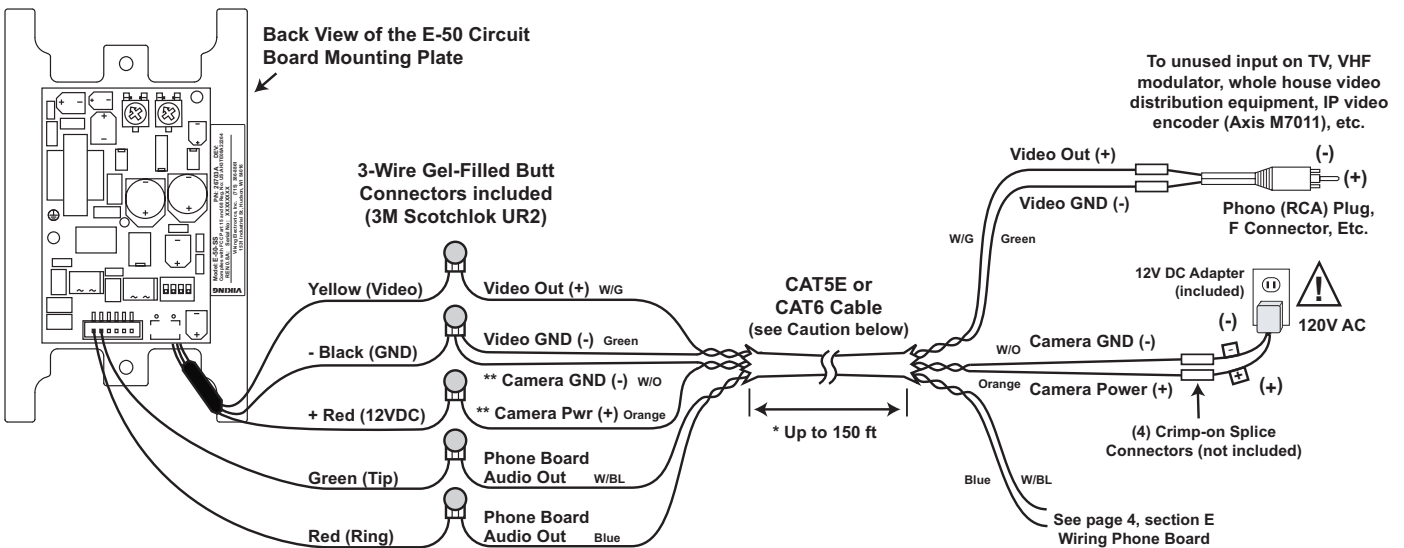 Back View of the E-50 Circuit
Board Mounting Plate
Model: E-50-SS P/N: 26703A DEV.
VIKING
3-Wire Gel-Filled Butt
Connectors included
(3M Scotchlok UR2)
Yellow (Video)
Video Out (+) W/G
- Black (GND)
Video GND (-) Green
** Camera GND (-) W/O
+ Red (12VDC)
** Camera Pwr (+) Orange
Green (Tip)
Phone Board
Audio Out W/BL
Red (Ring)
Phone Board
Audio Out Blue
CAT5E or
CAT6 Cable
(see Caution below)
* Up to 150 ft
To unused input on TV, VHF
modulator, whole house video
distribution equipment, IP video
encoder (Axis M7011), etc.
Video Out (+)
(-)
(+)
Video GND (-)
Phono (RCA) Plug,
F Connector, Etc.
W/G
Green
12V DC Adapter
(included)
!
120V AC
(-)
W/O
Camera GND (-)
-
Orange
Camera Power (+)
+
(+)
(4) Crimp-on Splice
Connectors (not included)
Blue
W/BL
See page 4, section E
Wiring Phone Board